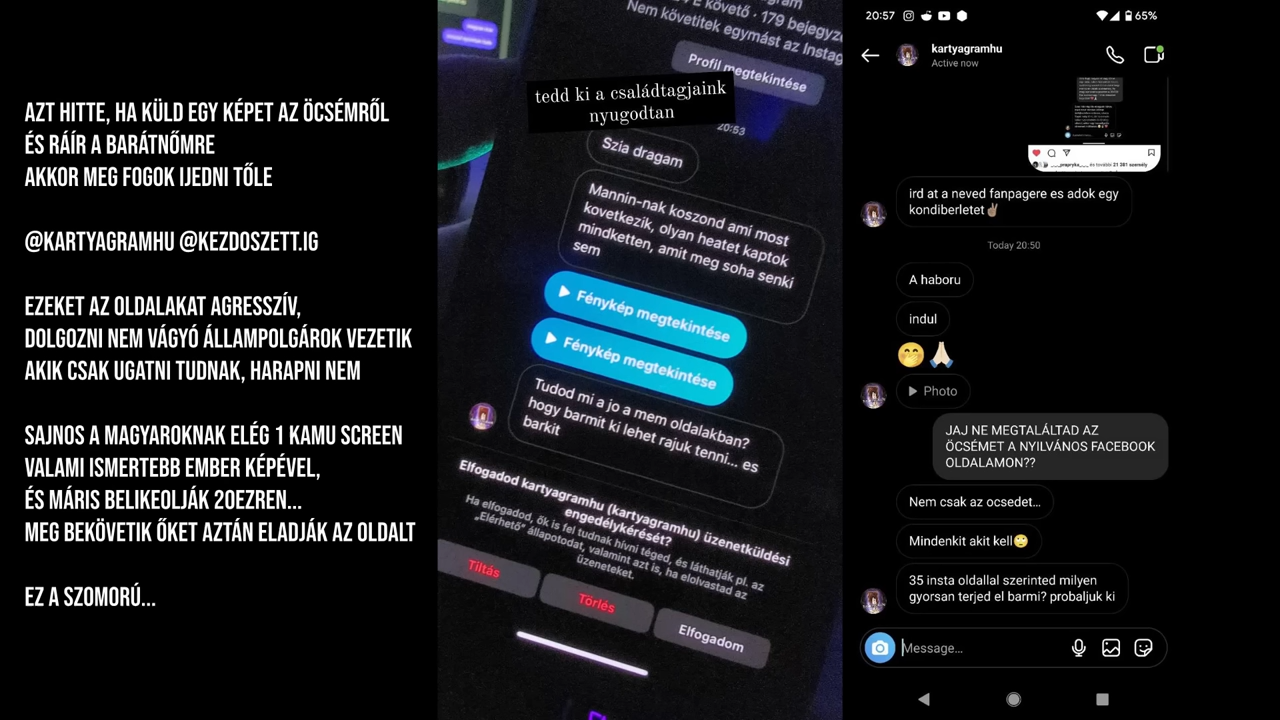 AZT HITTE, HA KÜLD EGY KÉPET AZ ÖCSÉMRŐL
ÉS RÁÍR A BARÁTNŐMRE
AKKOR MEG FOGOK IJEDNI TŐLE
@KARTYAGRAMHU @KEZDOSZETT.IG
EZEKET AZ OLDALAKAT AGRESSZÍV,
DOLGOZNI NEM VÁGYÓ ÁLLAMPOLGÁROK VEZETIK
AKIK CSAK UGATNI TUDNAK, HARAPNI NEM
SAJNOS A MAGYAROKNAK ELÉG 1 KAMU SCREEN
VALAMI ISMERTEBB EMBER KÉPÉVEL,
ÉS MÁRIS BELIKEOLJÁK 20EZREN...
MEG BEKÖVETIK ŐKET AZTÁN ELADJÁK AZ OLDALT
EZ A SZOMORÚ...
E követő · 179 bejegyzé
Nem követitek egymást az Instag
Profil megtekintése
tedd ki a családtagjaink
nyugodtan
20:53
Szia dragam
Mannin-nak koszond ami most
kovetkezik, olyan heatet kaptok
mindketten, amit meg soha senki
sem
Fénykép megtekintése
Fénykép megtekintése
Tudod mi a jo a mem oldalakban?
hogy barmit ki lehet rajuk tenni... es
barkit
Elfogadod kartyagramhu (kartyagramhu) üzenetküldési
engedélykérését?
Ha elfogadod, ők is fel tudnak hívni téged, és láthatják pl. az
„Elérhető” állapotodat, valamint azt is, ha elolvastad az
üzeneteket.
Tiltás
Törlés
Elfogadom
20:57
65%
kartyagramhu
Active now
és további 21 381 személy
ird at a neved fanpagere es adok egy
kondiberletet✌🏽
Today 20:50
A haboru
indul
🤭🙏🏻
Photo
JAJ NE MEGTALÁLTAD AZ
ÖCSÉMET A NYILVÁNOS FACEBOOK
OLDALAMON??
Nem csak az ocsedet...
Mindenkit akit kell🙄
35 insta oldallal szerinted milyen
gyorsan terjed el barmi? probaljuk ki
Message...